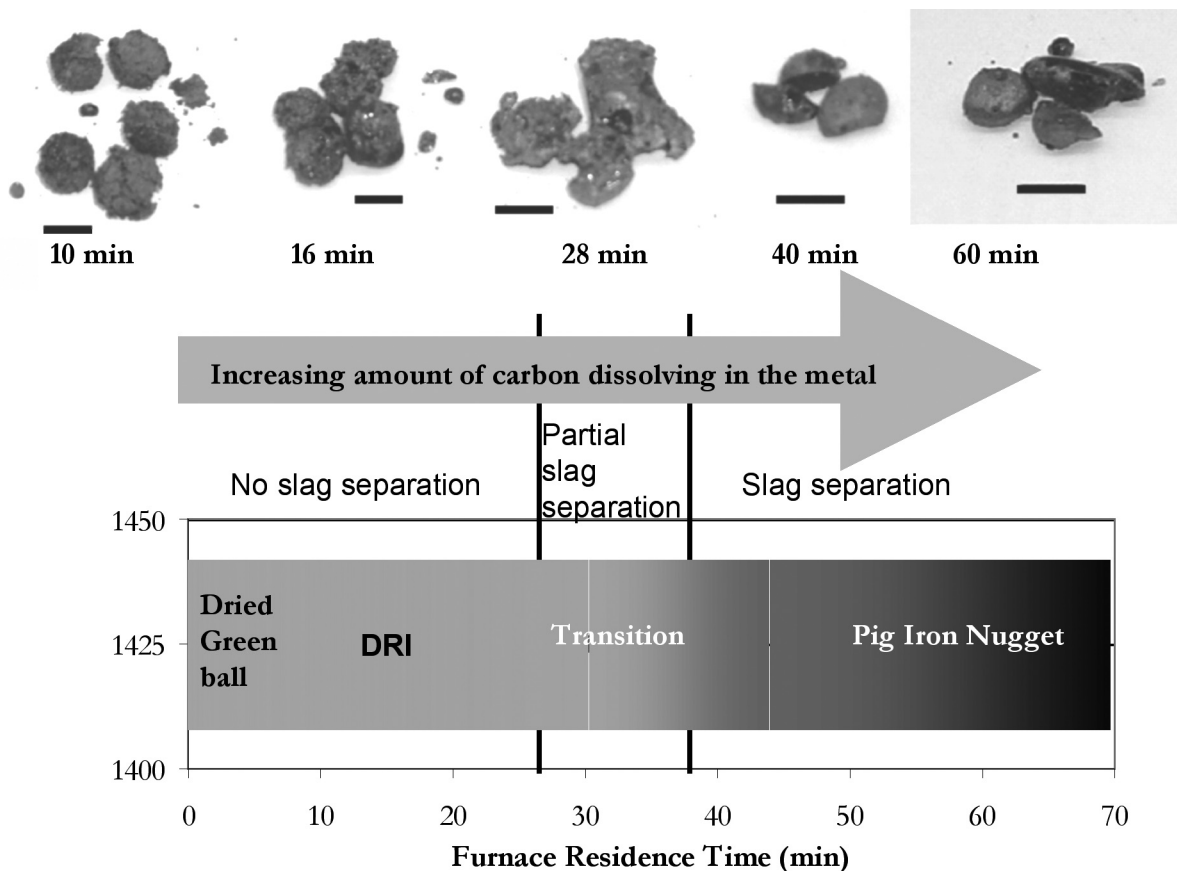 10 min
16 min
28 min
40 min
60 min
Increasing amount of carbon dissolving in the metal
No slag separation
Partial
slag
separation
Slag separation
1450
1425
1400
Dried
Green
ball
DRI
Transition
Pig Iron Nugget
0 10 20 30 40 50 60 70
Furnace Residence Time (min)